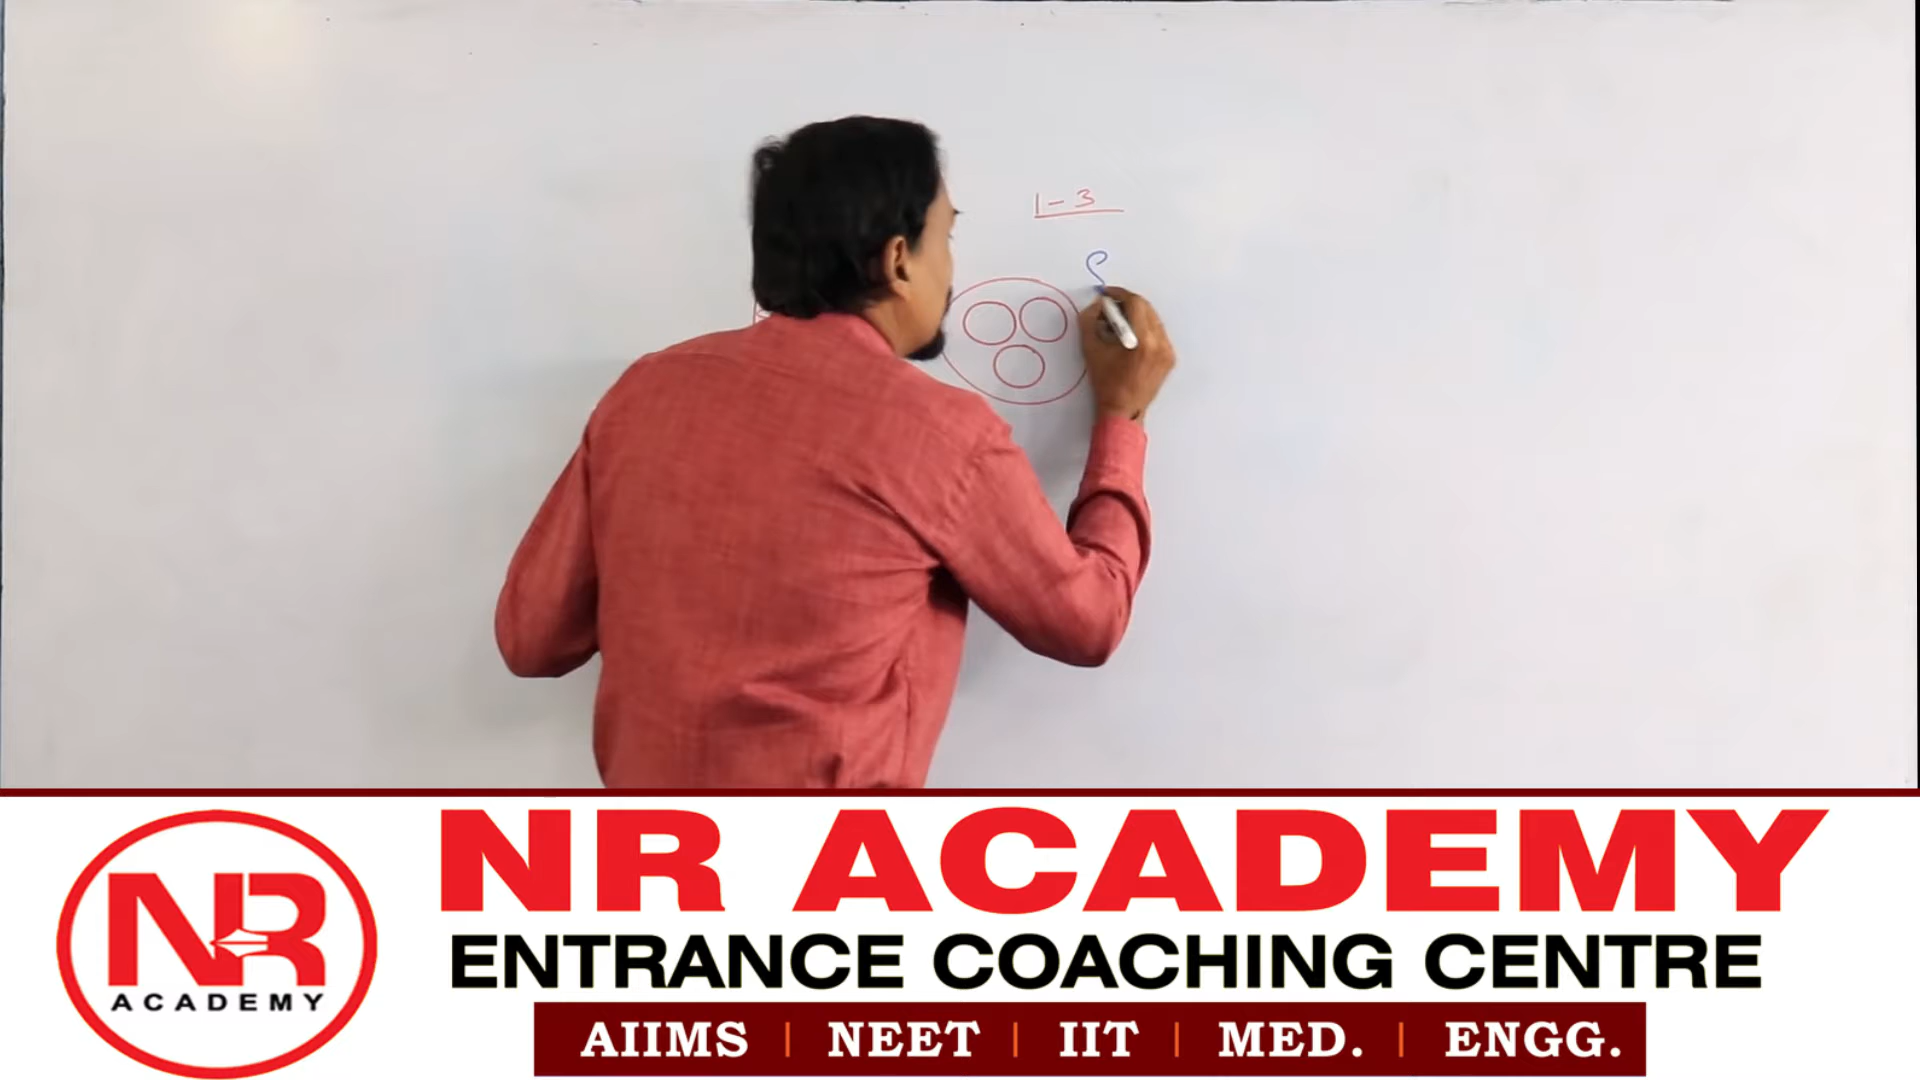 1-3
NR
ACADEMY
NR ACADEMY
ENTRANCE COACHING CENTRE
AIIMS | NEET | IIT | MED. | ENGG.